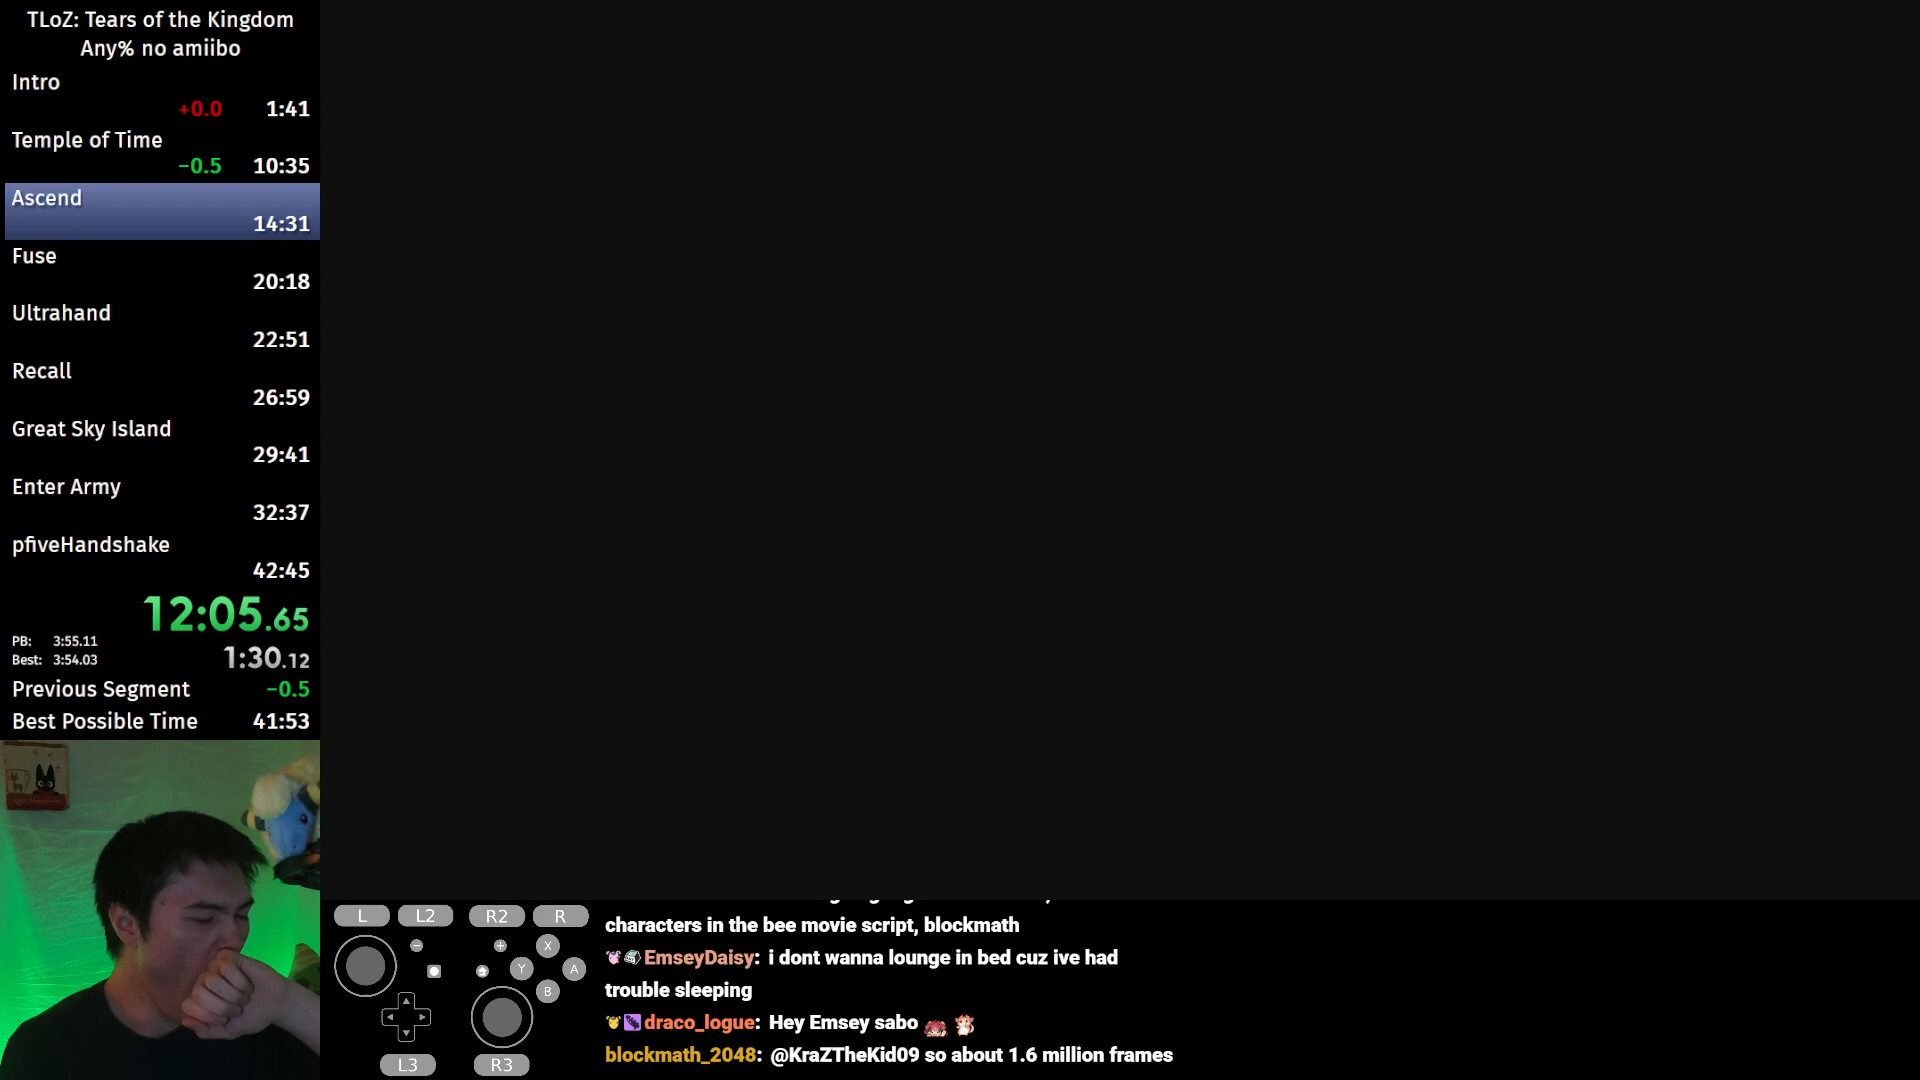 TLoZ: Tears of the Kingdom
Any% no amiibo
Intro
+0.0 1:41
Temple of Time
−0.5 10:35
Ascend
14:31
Fuse
20:18
Ultrahand
22:51
Recall
26:59
Great Sky Island
29:41
Enter Army
32:37
pfiveHandshake
42:45
12:05.65
PB: 3:55.11
Best: 3:54.03
1:30.12
Previous Segment −0.5
Best Possible Time 41:53
L L2 R2 R
X
Y A
B
L3 R3
characters in the bee movie script, blockmath
EmseyDaisy: i dont wanna lounge in bed cuz ive had
trouble sleeping
draco_logue: Hey Emsey sabo
blockmath_2048: @KraZTheKid09 so about 1.6 million frames